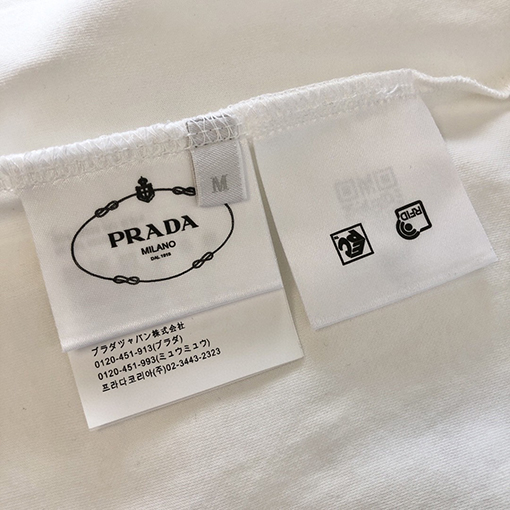 PRADA
MILANO
DAL 1913
M
RFID
プラダジャパン株式会社
0120-451-913(プラダ)
0120-451-993(ミュウミュウ)
프라다코리아(주)02-3443-2323